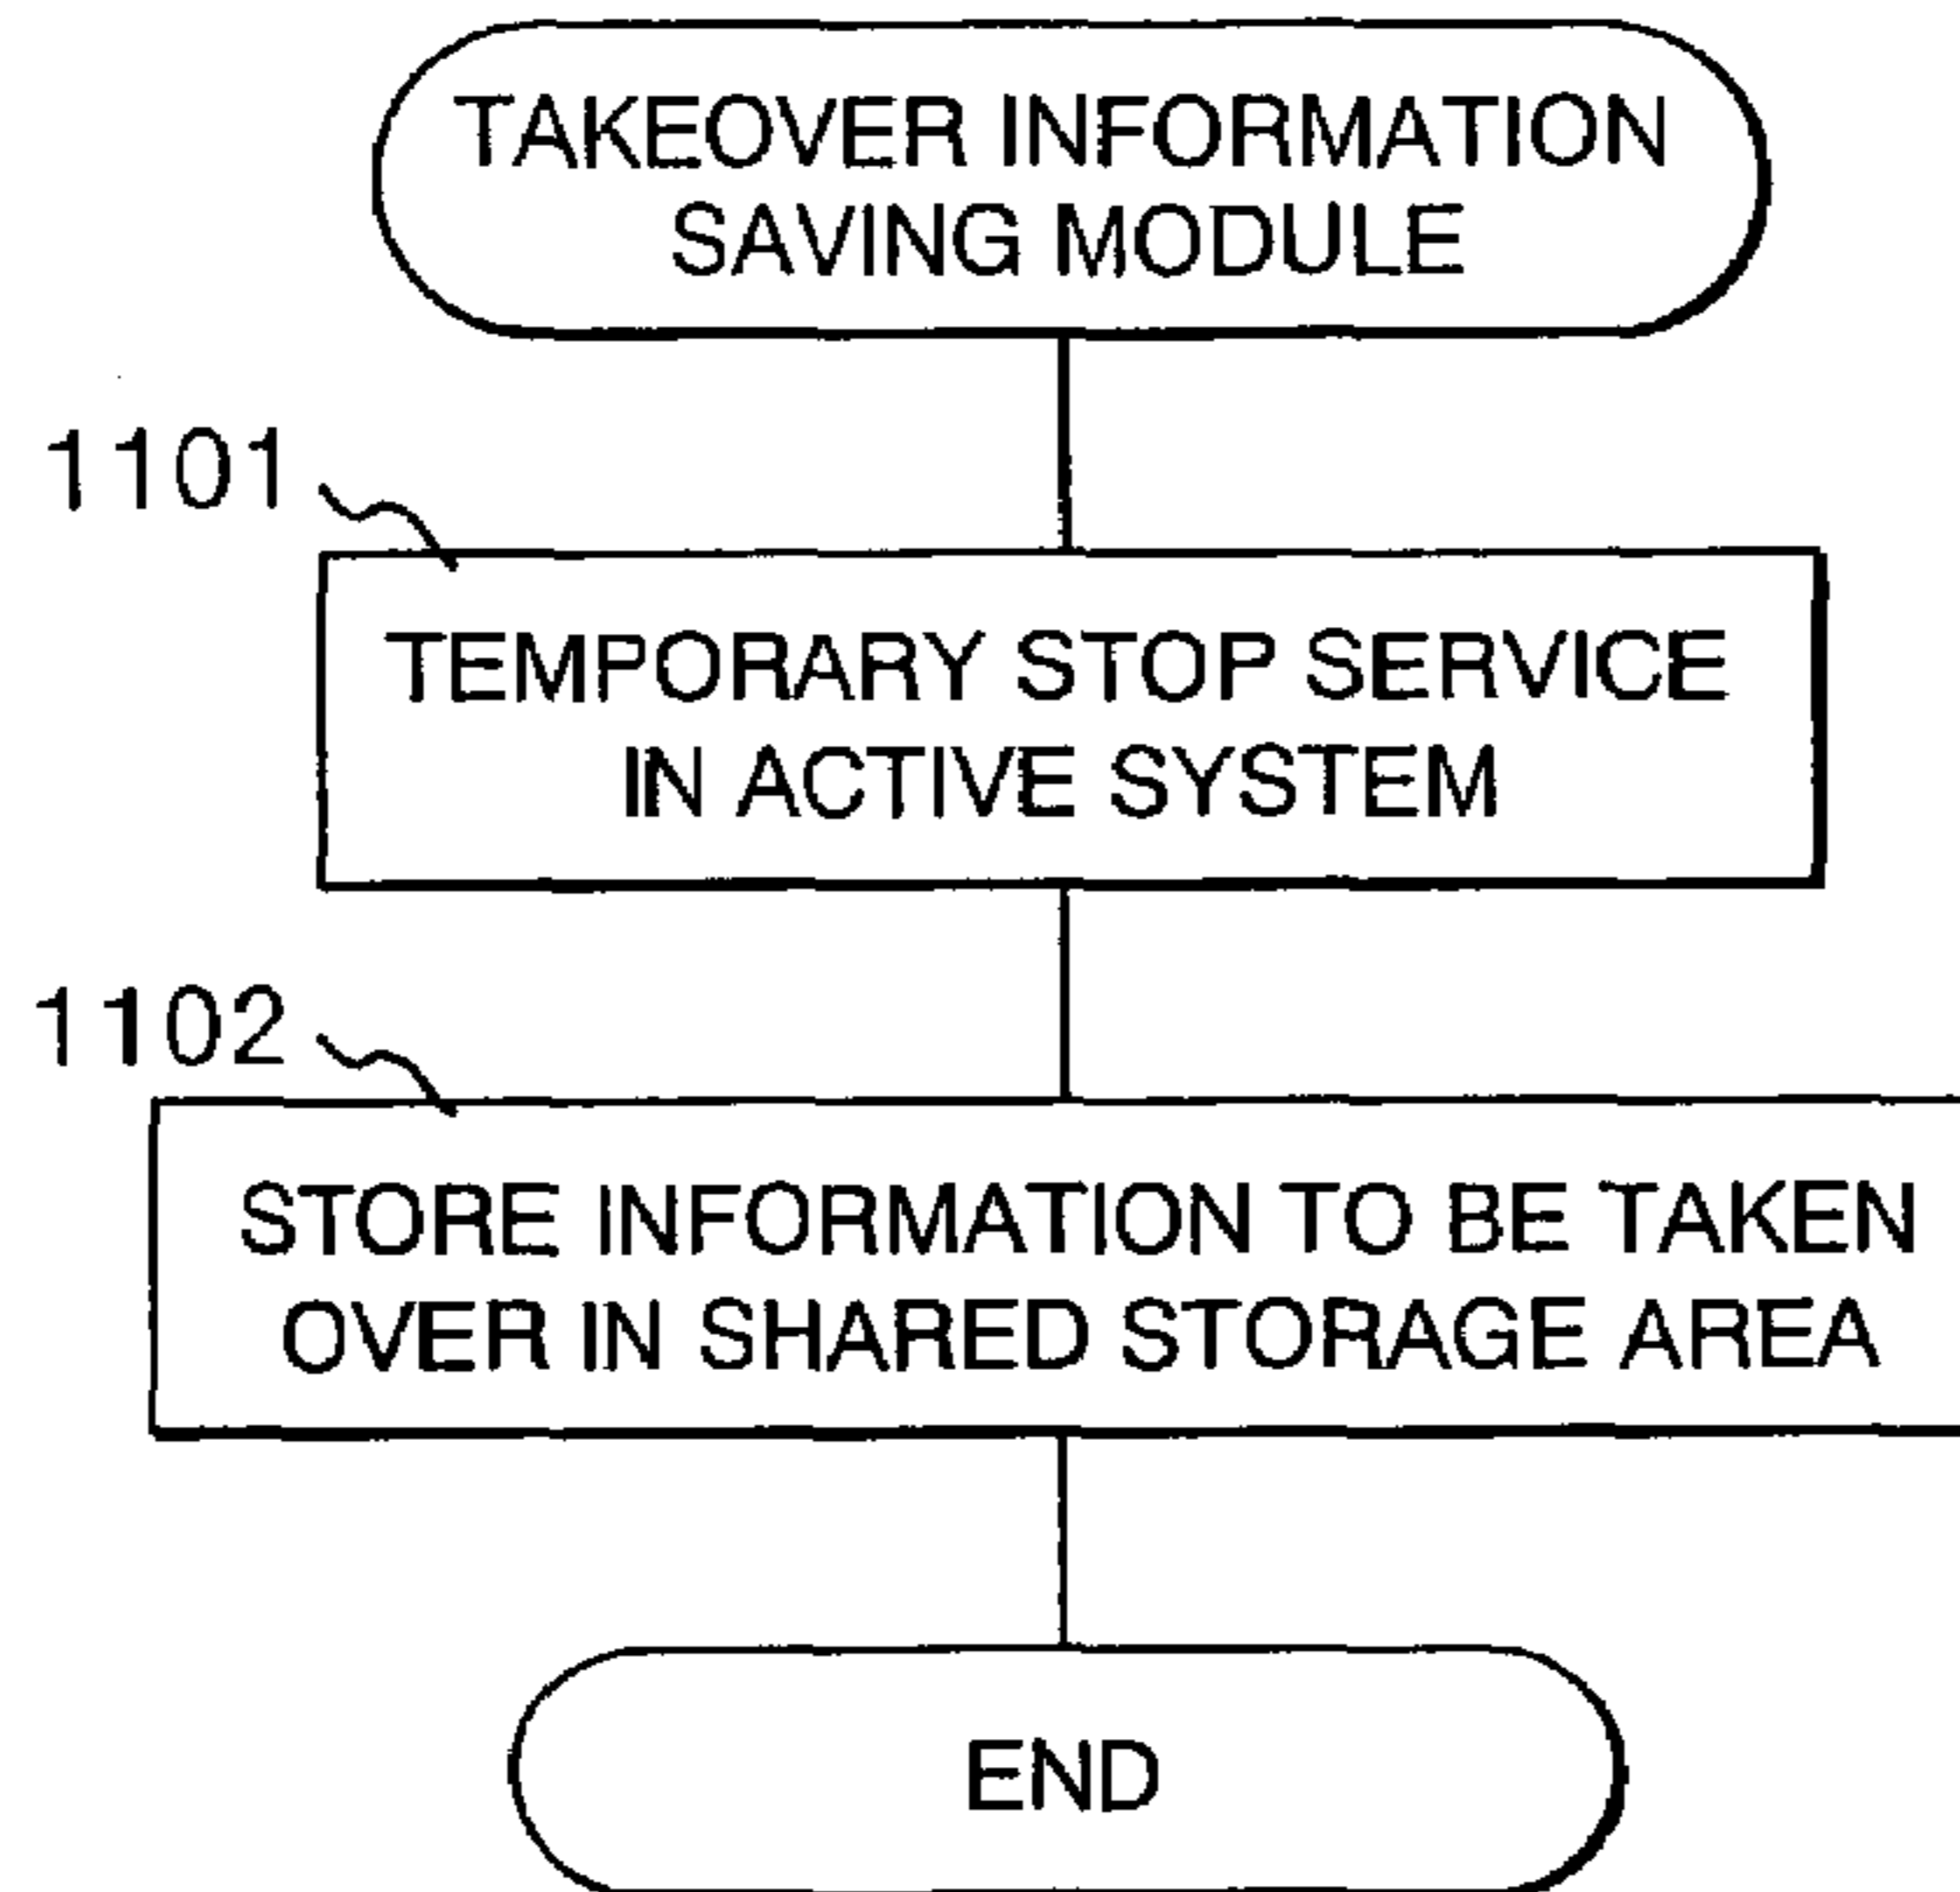 TAKEOVER INFORMATION
SAVING MODULE
1101
TEMPORARY STOP SERVICE
IN ACTIVE SYSTEM
1102
STORE INFORMATION TO BE TAKEN
OVER IN SHARED STORAGE AREA
END